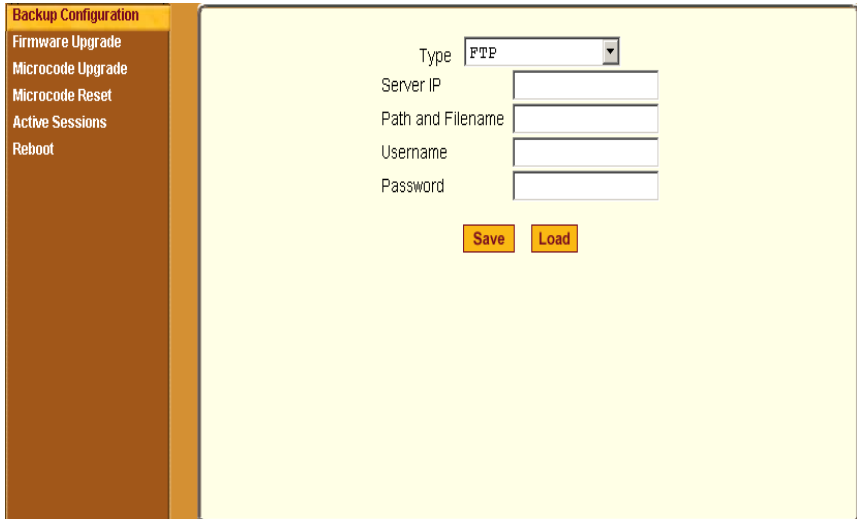 Backup Configuration
Firmware Upgrade
Microcode Upgrade
Microcode Reset
Active Sessions
Reboot
Type FTP
Server IP
Path and Filename
Username
Password
Save Load